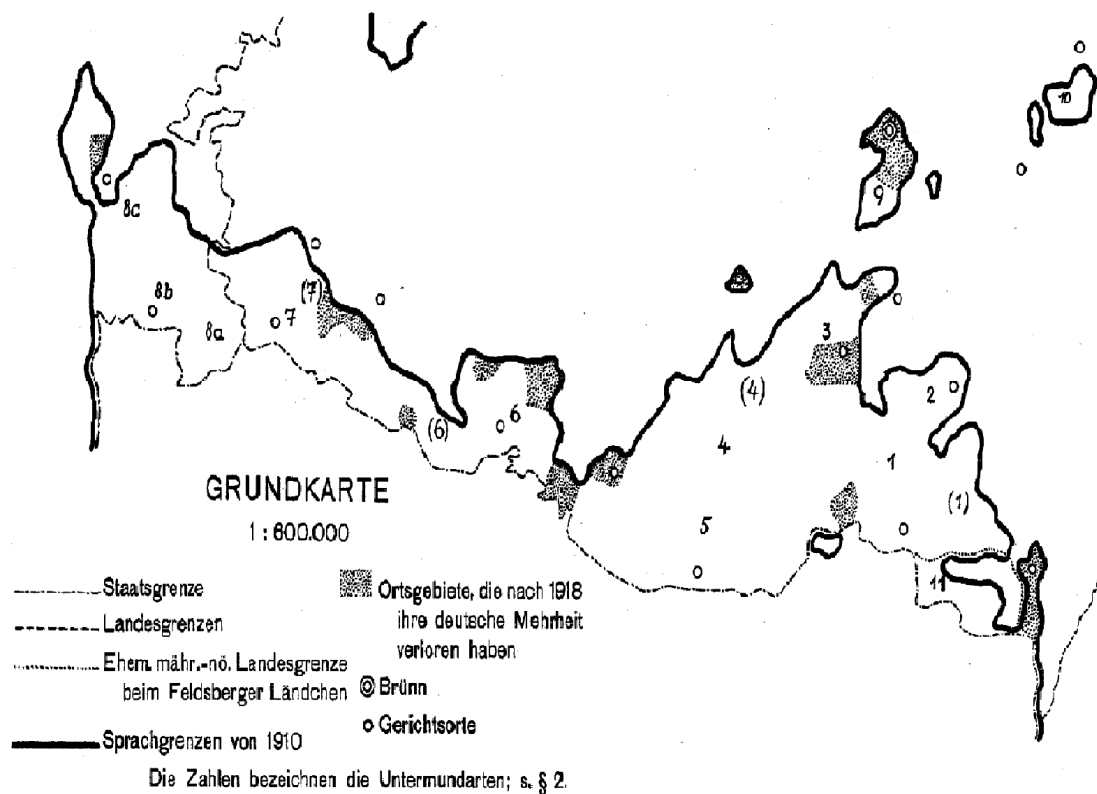 10
9
8c
8b
(7)
7
8a
3
(4)
2
6
(6)
4
1
(1)
5
11
GRUNDKARTE
1 : 600.000
Staatsgrenze
Landesgrenzen
Ehem. mähr.-nö. Landesgrenze
beim Feldsberger Ländchen
Sprachgrenzen von 1910
Ortsgebiete, die nach 1918
ihre deutsche Mehrheit
verloren haben
Brünn
Gerichtsorte
Die Zahlen bezeichnen die Untermundarten; s. § 2.